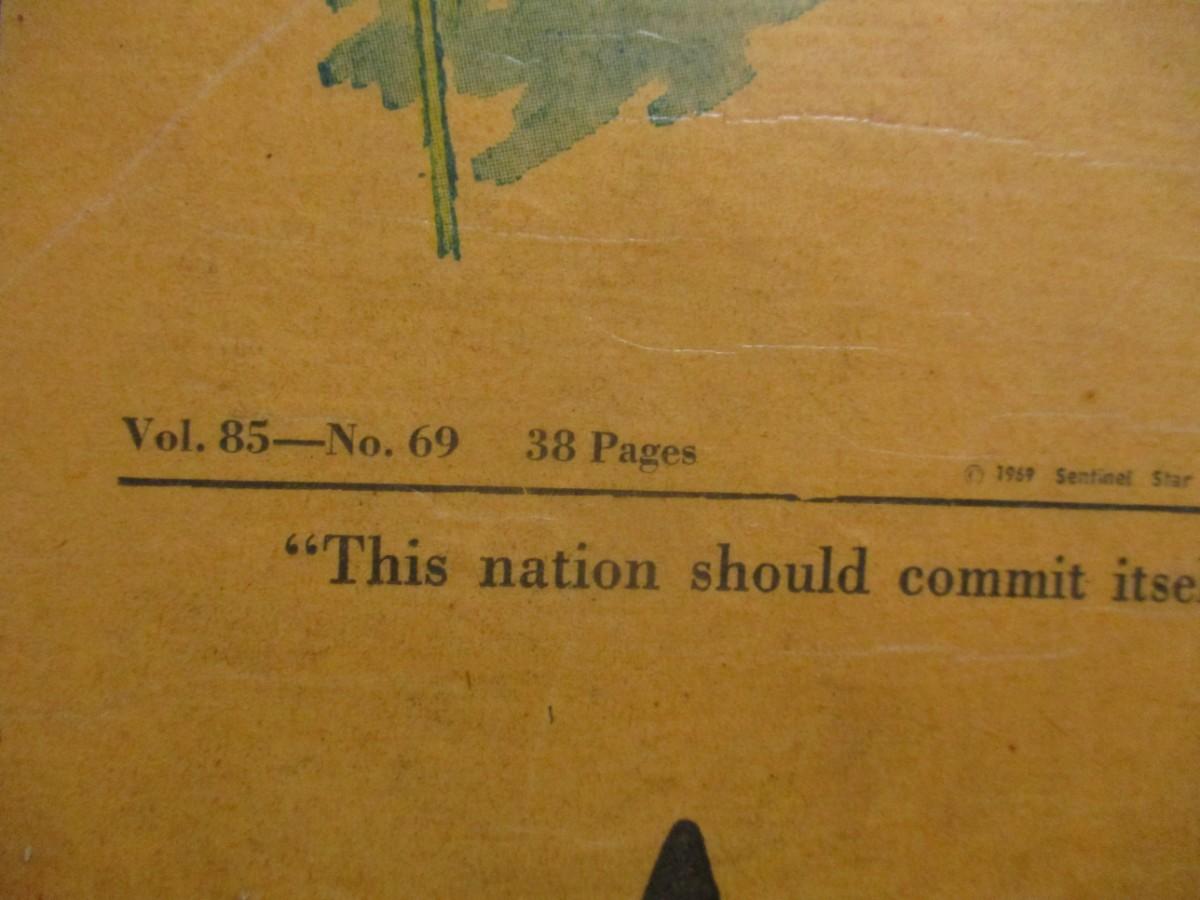 Vol. 85—No. 69 38 Pages
© 1969 Sentinel Star
“This nation should commit itse